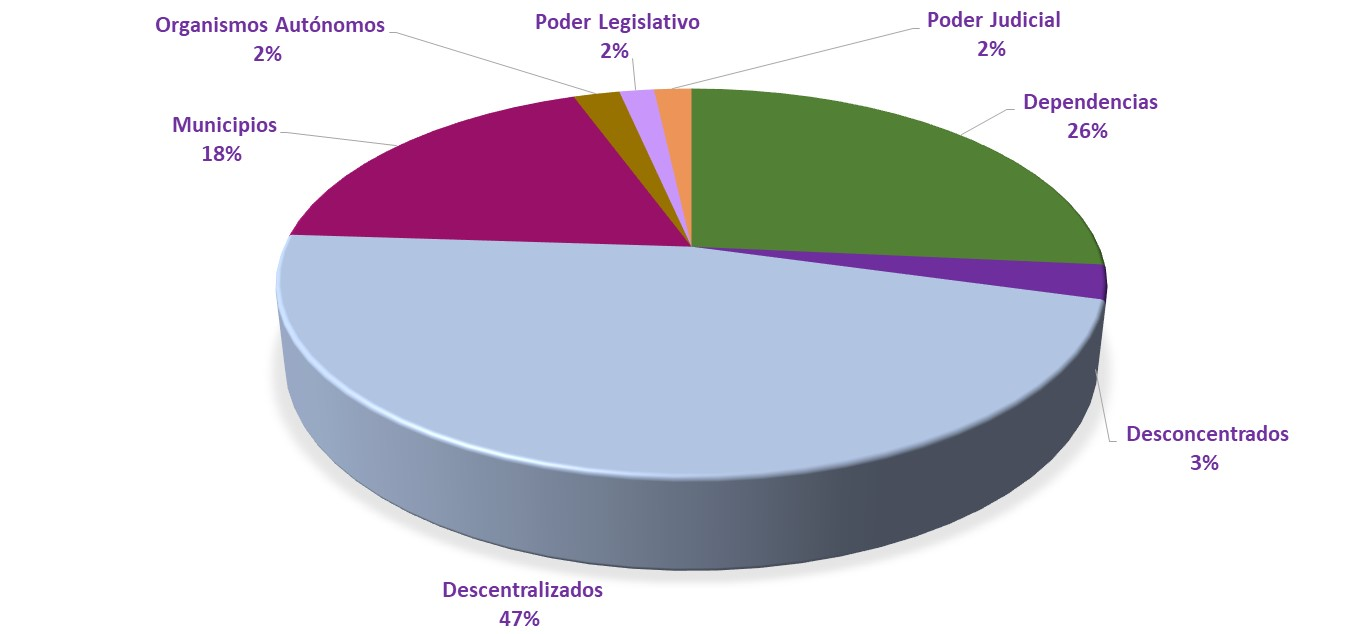 Organismos Autónomos
2%
Poder Legislativo
2%
Poder Judicial
2%
Dependencias
26%
Municipios
18%
Desconcentrados
3%
Descentralizados
47%